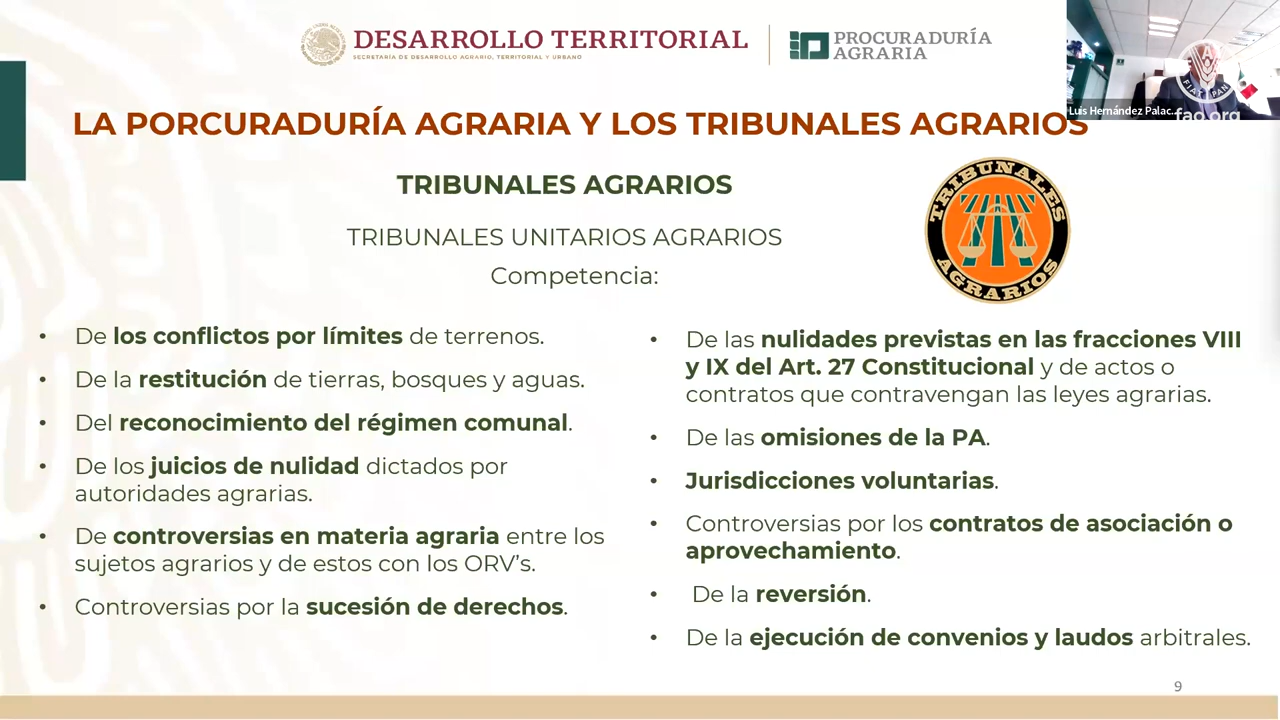 DESARROLLO TERRITORIAL
SECRETARÍA DE DESARROLLO AGRARIO, TERRITORIAL Y URBANO
PROCURADURÍA
AGRARIA
Luis Hernández Palac...
FIAT PANIS
fao.org
LA PORCURADURÍA AGRARIA Y LOS TRIBUNALES AGRARIOS
TRIBUNALES AGRARIOS
TRIBUNALES UNITARIOS AGRARIOS
Competencia:
TRIBUNALES
AGRARIOS
• De los conflictos por límites de terrenos.
• De la restitución de tierras, bosques y aguas.
• Del reconocimiento del régimen comunal.
• De los juicios de nulidad dictados por
autoridades agrarias.
• De controversias en materia agraria entre los
sujetos agrarios y de estos con los ORV’s.
• Controversias por la sucesión de derechos.
• De las nulidades previstas en las fracciones VIII
y IX del Art. 27 Constitucional y de actos o
contratos que contravengan las leyes agrarias.
• De las omisiones de la PA.
• Jurisdicciones voluntarias.
• Controversias por los contratos de asociación o
aprovechamiento.
• De la reversión.
• De la ejecución de convenios y laudos arbitrales.
9